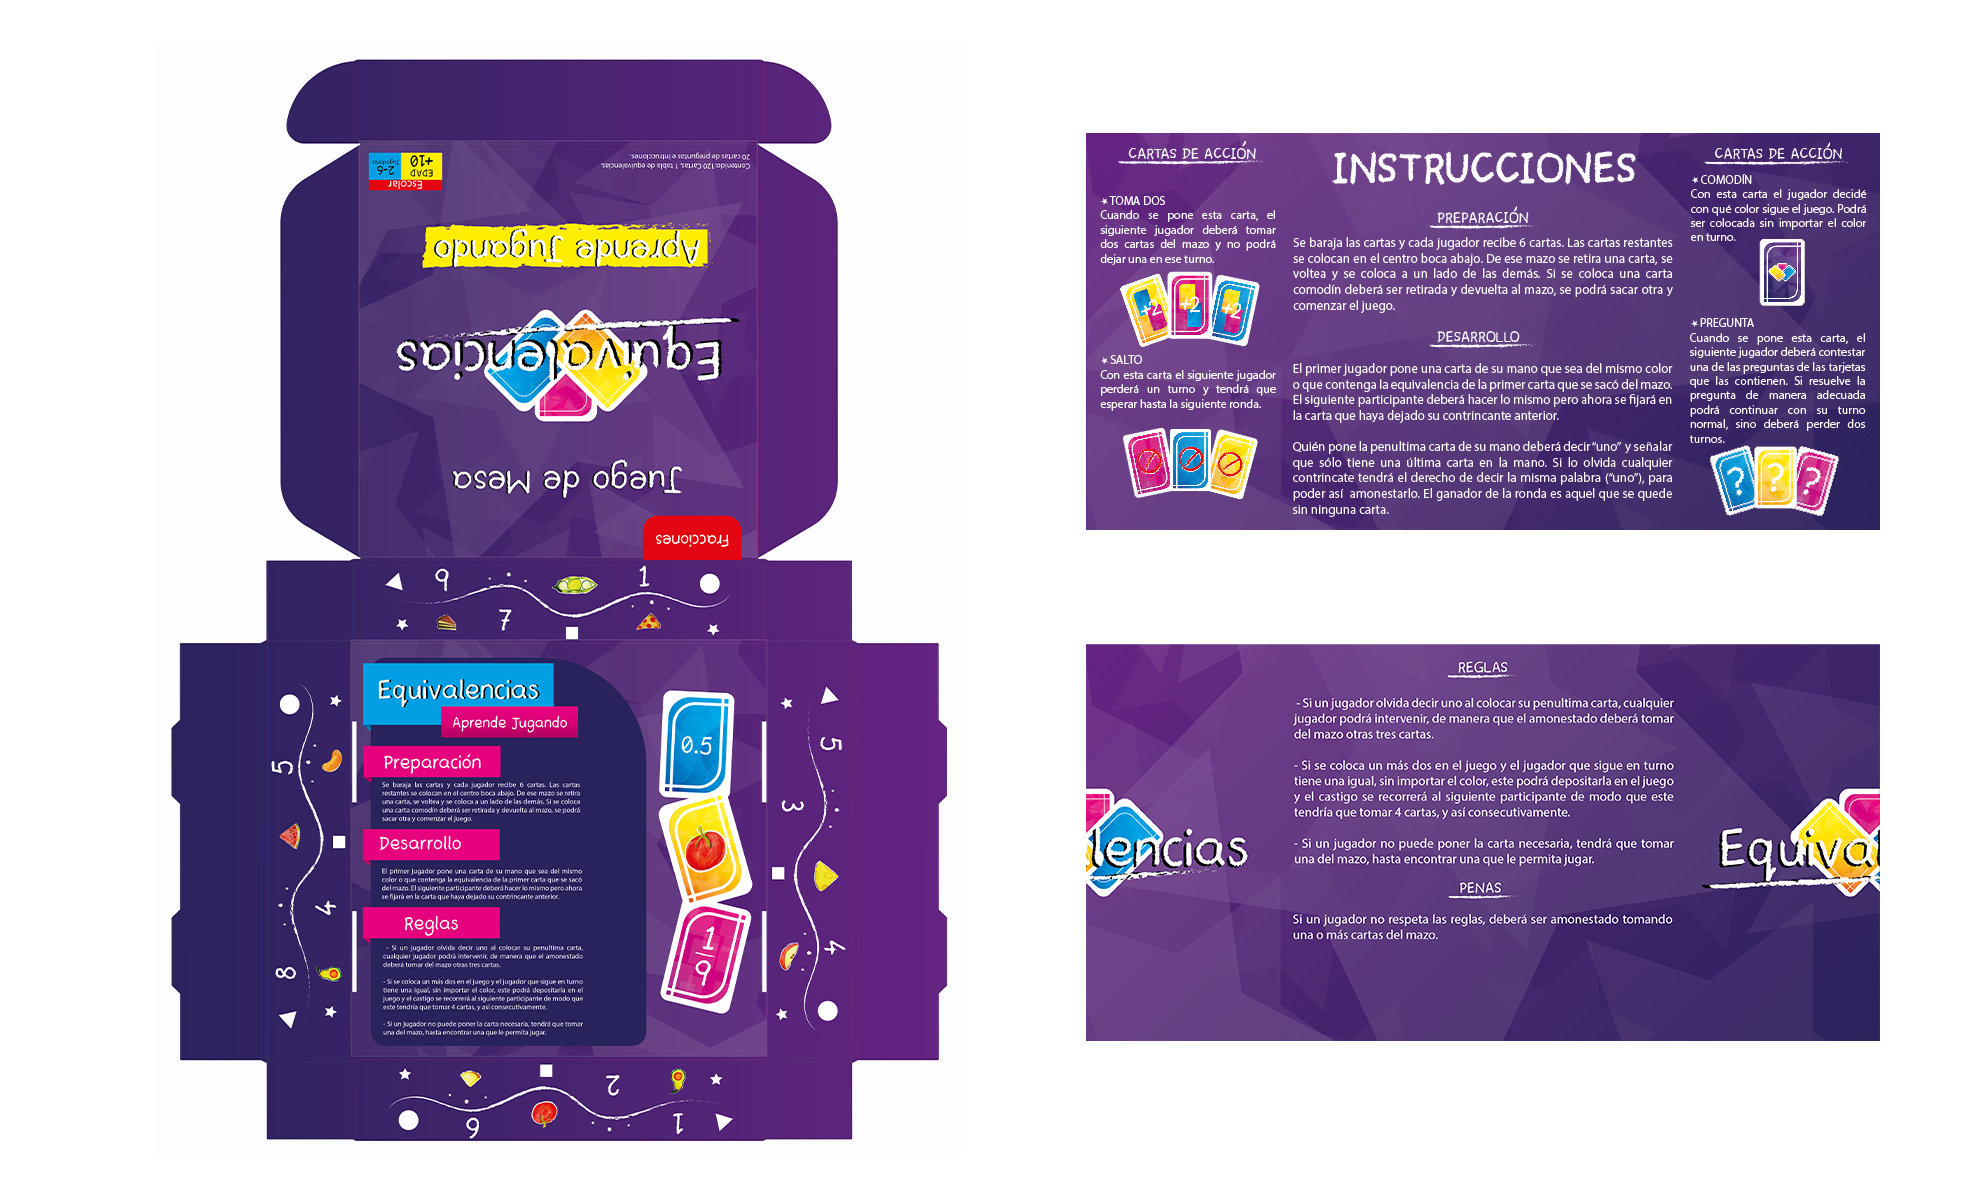 Contenido: 120 Cartas, 1 tabla de equivalencias,
20 cartas de preguntas e intrucciones.
Escolar
EDAD
+10
2-6
Jugadores
Aprende Jugando
Equivalencias
Juego de Mesa
Fracciones
9
1
7
Equivalencias
Aprende Jugando
Preparación
Se baraja las cartas y cada jugador recibe 6 cartas. Las cartas
restantes se colocan en el centro boca abajo. De ese mazo se retira
una carta, se voltea y se coloca a un lado de las demás. Si se coloca
una carta comodín deberá ser retirada y devuelta al mazo, se podrá
sacar otra y comenzar el juego.
Desarrollo
El primer jugador pone una carta de su mano que sea del mismo
color o que contenga la equivalencia de la primer carta que se sacó
del mazo. El siguiente participante deberá hacer lo mismo pero ahora
se fijará en la carta que haya dejado su contrincante anterior.
Reglas
- Si un jugador olvida decir uno al colocar su penultima carta,
cualquier jugador podrá intervenir, de manera que el amonestado
deberá tomar del mazo otras tres cartas.
- Si se coloca un más dos en el juego y el jugador que sigue en turno
tiene una igual, sin importar el color, este podrá depositarla en el
juego y el castigo se recorrerá al siguiente participante de modo que
este tendría que tomar 4 cartas, y así consecutivamente.
- Si un jugador no puede poner la carta necesaria, tendrá que tomar
una del mazo, hasta encontrar una que le permita jugar.
0.5
1
9
5
4
8
5
3
4
2
6
1
CARTAS DE ACCIÓN
★TOMA DOS
Cuando se pone esta carta, el
siguiente jugador deberá tomar
dos cartas del mazo y no podrá
dejar una en ese turno.
+2
+2
+2
★SALTO
Con esta carta el siguiente jugador
perderá un turno y tendrá que
esperar hasta la siguiente ronda.
INSTRUCCIONES
PREPARACIÓN
Se baraja las cartas y cada jugador recibe 6 cartas. Las cartas restantes
se colocan en el centro boca abajo. De ese mazo se retira una carta, se
voltea y se coloca a un lado de las demás. Si se coloca una carta
comodín deberá ser retirada y devuelta al mazo, se podrá sacar otra y
comenzar el juego.
DESARROLLO
El primer jugador pone una carta de su mano que sea del mismo color
o que contenga la equivalencia de la primer carta que se sacó del mazo.
El siguiente participante deberá hacer lo mismo pero ahora se fijará en
la carta que haya dejado su contrincante anterior.
Quién pone la penultima carta de su mano deberá decir “uno” y señalar
que sólo tiene una última carta en la mano. Si lo olvida cualquier
contrincate tendrá el derecho de decir la misma palabra (“uno”), para
poder así amonestarlo. El ganador de la ronda es aquel que se quede
sin ninguna carta.
CARTAS DE ACCIÓN
★COMODÍN
Con esta carta el jugador decidé
con qué color sigue el juego. Podrá
ser colocada sin importar el color
en turno.
★PREGUNTA
Cuando se pone esta carta, el
siguiente jugador deberá contestar
una de las preguntas de las tarjetas
que las contienen. Si resuelve la
pregunta de manera adecuada
podrá continuar con su turno
normal, sino deberá perder dos
turnos.
?
?
?
REGLAS
- Si un jugador olvida decir uno al colocar su penultima carta, cualquier
jugador podrá intervenir, de manera que el amonestado deberá tomar
del mazo otras tres cartas.
- Si se coloca un más dos en el juego y el jugador que sigue en turno
tiene una igual, sin importar el color, este podrá depositarla en el juego
y el castigo se recorrerá al siguiente participante de modo que este
tendría que tomar 4 cartas, y así consecutivamente.
- Si un jugador no puede poner la carta necesaria, tendrá que tomar
una del mazo, hasta encontrar una que le permita jugar.
PENAS
Si un jugador no respeta las reglas, deberá ser amonestado tomando
una o más cartas del mazo.
lencias
Equival